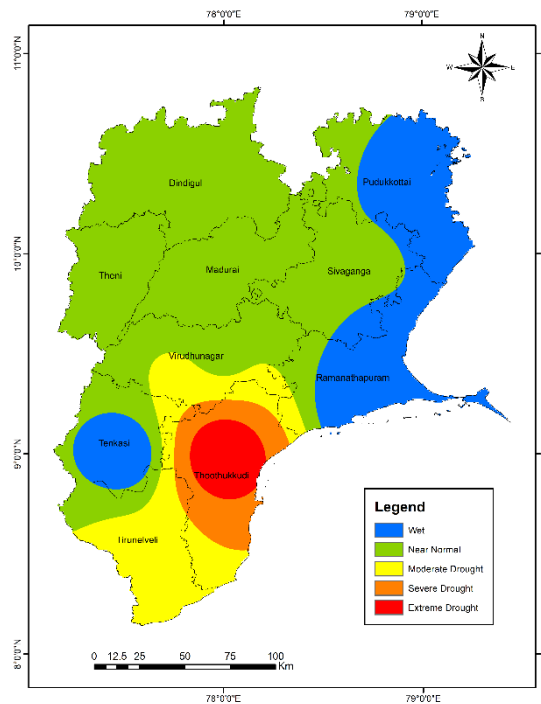 78°0'0"E 79°0'0"E
11°0'0"N
N
W E
S
Dindigul
Pudukkottai
10°0'0"N
Theni
Madurai
Sivaganga
Virudhunagar
Ramanathapuram
Tenkasi
9°0'0"N
Thoothukkudi
Tirunelveli
Legend
Wet
Near Normal
Moderate Drought
Severe Drought
Extreme Drought
8°0'0"N
0 12.5 25 50 75 100
Km
78°0'0"E 79°0'0"E